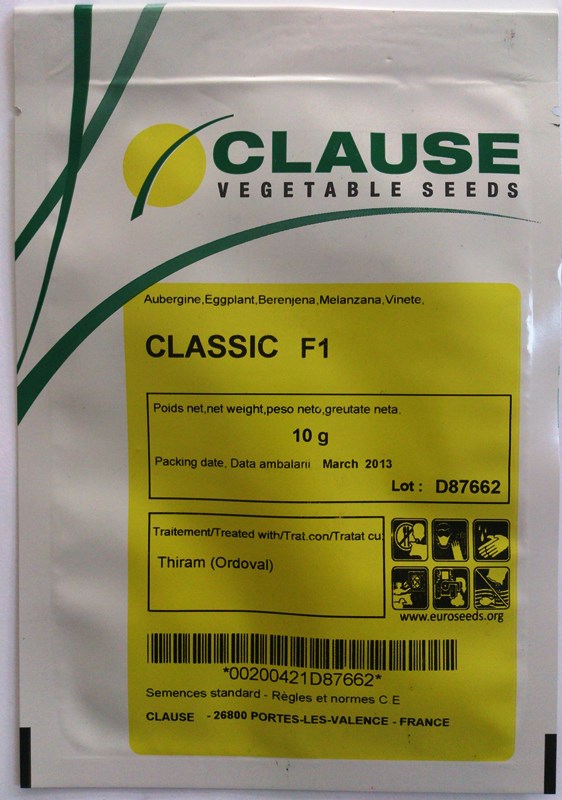 CLAUSE
VEGETABLE SEEDS
Aubergine,Eggplant,Berenjena,Melanzana,Vinete,
CLASSIC F1
Poids net,net weight,peso neto,greutate neta.
10 g
Packing date, Data ambalarii March 2013
Lot : D87662
Traitement/Treated with/Trat.con/Tratat cu:
Thiram (Ordoval)
www.euroseeds.org
*00200421D87662*
Semences standard - Règles et normes C E
CLAUSE - 26800 PORTES-LES-VALENCE - FRANCE